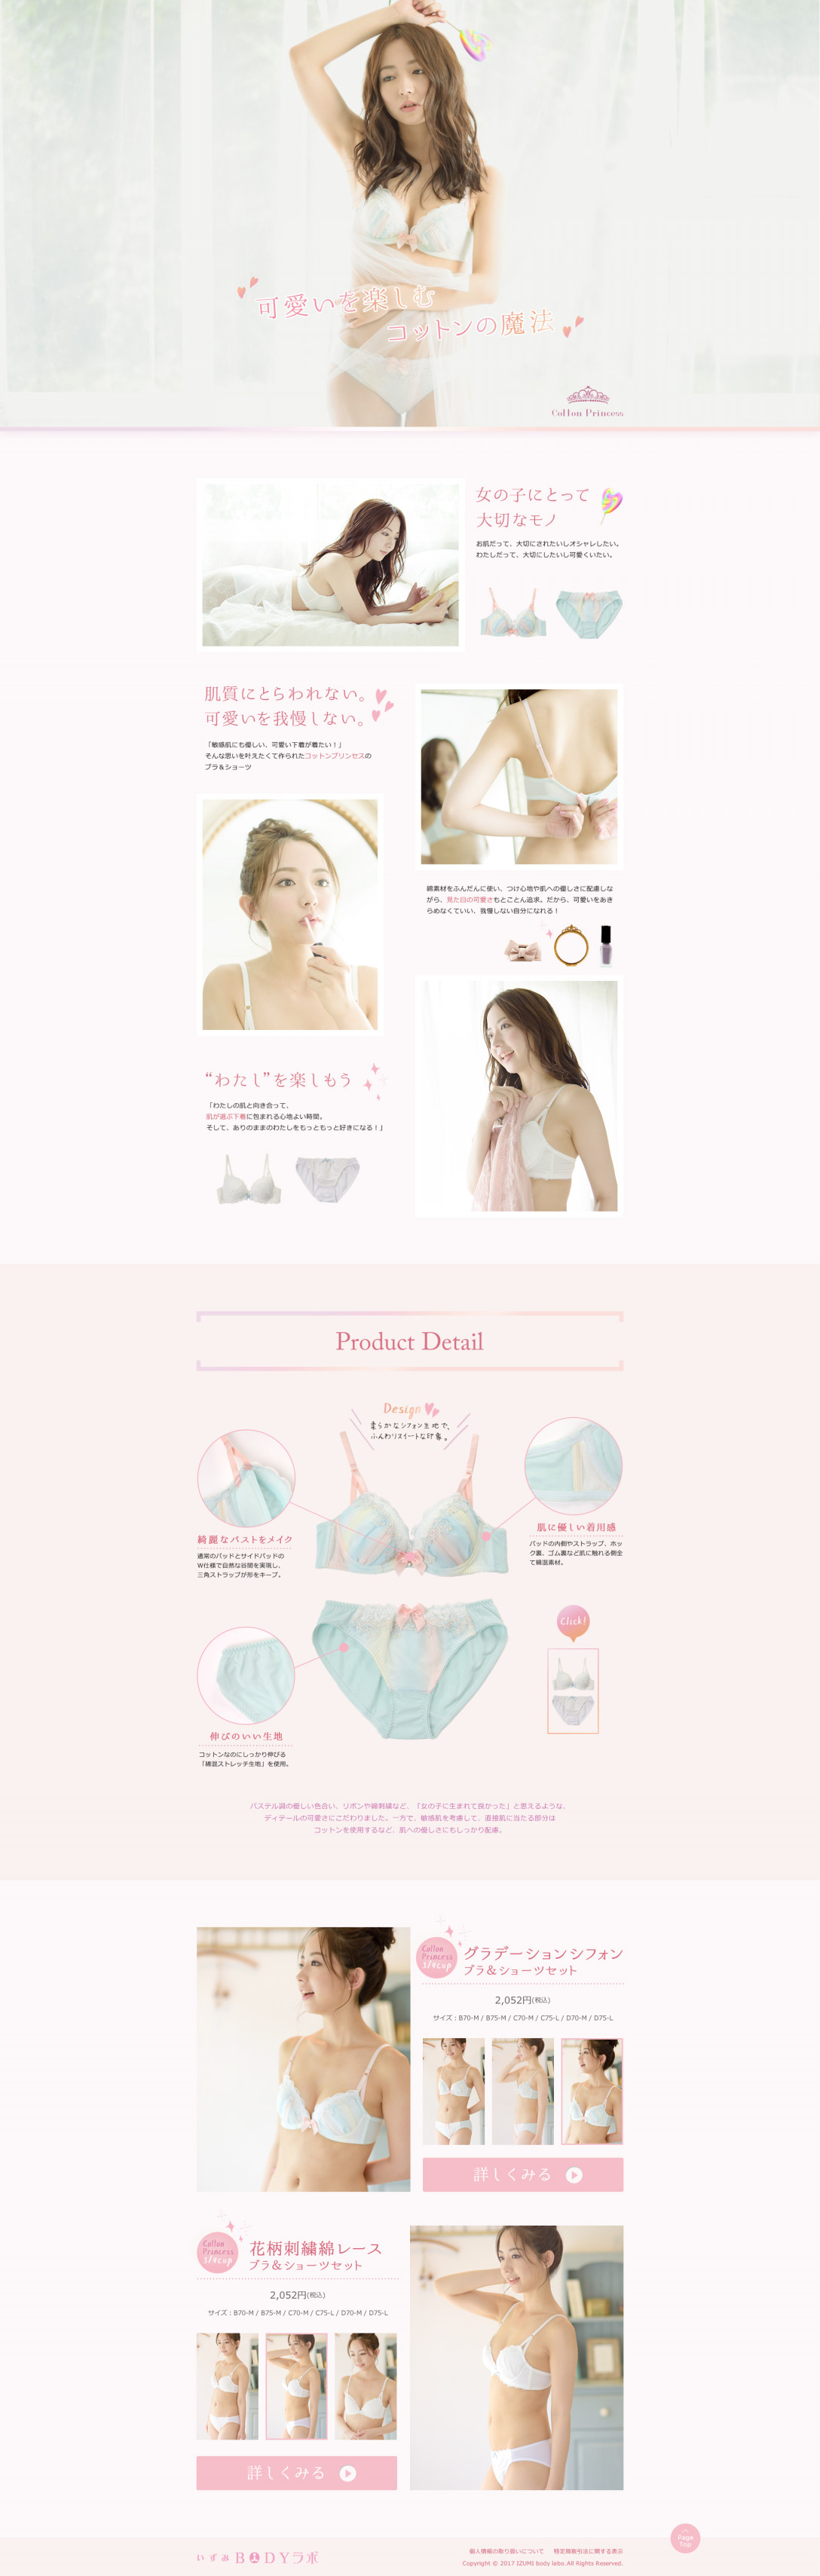 可愛いを楽しむ
コットンの魔法
Cotton Princess
女の子にとって
大切なモノ
お肌だって、大切にされたいしオシャレしたい。
わたしだって、大切にしたいし可愛くいたい。
肌質にとらわれない。
可愛いを我慢しない。
「敏感肌にも優しい、可愛い下着が着たい！」
そんな思いを叶えたくて作られたコットンプリンセスの
ブラ＆ショーツ
綿素材をふんだんに使い、つけ心地や肌への優しさに配慮しな
がら、見た目の可愛さもとことん追求。だから、可愛いをあき
らめなくていい、我慢しない自分になれる！
“わたし”を楽しもう
「わたしの肌と向き合って、
肌が選ぶ下着に包まれる心地よい時間。
そして、ありのままのわたしをもっともっと好きになる！」
Product Detail
Design
柔らかなシフォン生地で、
ふんわりスイートな印象。
綺麗なバストをメイク
通常のパッドとサイドパッドの
W仕様で自然な谷間を実現し、
三角ストラップが形をキープ。
肌に優しい着用感
パッドの内側やストラップ、ホッ
ク裏、ゴム裏など肌に触れる側全
て綿混素材。
Click!
伸びのいい生地
コットンなのにしっかり伸びる
「綿混ストレッチ生地」を使用。
パステル調の優しい色合い、リボンや綿刺繍など、「女の子に生まれて良かった」と思えるような、
ディテールの可愛さにこだわりました。一方で、敏感肌を考慮して、直接肌に当たる部分は
コットンを使用するなど、肌への優しさにもしっかり配慮。
Cotton
Princess
3/4cup
グラデーションシフォン
ブラ＆ショーツセット
2,052円(税込)
サイズ：B70-M / B75-M / C70-M / C75-L / D70-M / D75-L
詳しくみる
Cotton
Princess
3/4cup
花柄刺繍綿レース
ブラ＆ショーツセット
2,052円(税込)
サイズ：B70-M / B75-M / C70-M / C75-L / D70-M / D75-L
詳しくみる
Page
Top
いずみ BODYラボ
個人情報の取り扱いについて 特定商取引法に関する表示
Copyright © 2017 IZUMI body labo. All Rights Reserved.